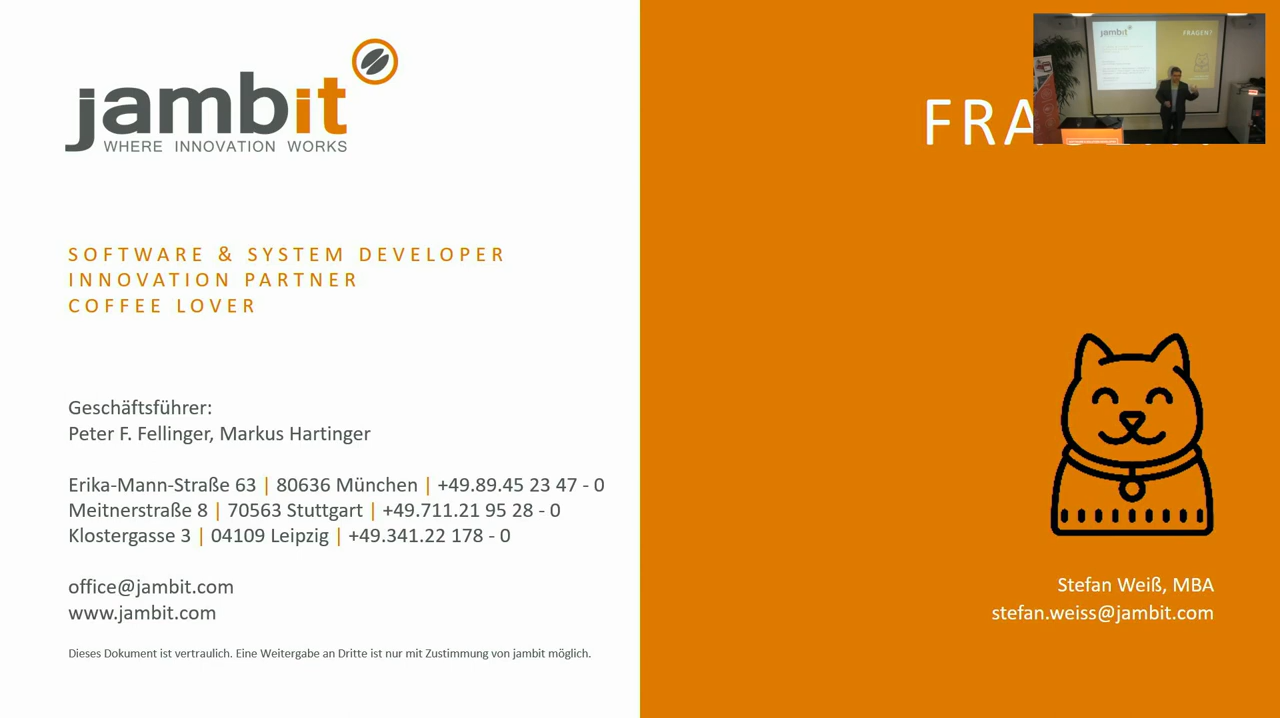 jambit
WHERE INNOVATION WORKS
SOFTWARE & SYSTEM DEVELOPER
INNOVATION PARTNER
COFFEE LOVER
Geschäftsführer:
Peter F. Fellinger, Markus Hartinger
Erika-Mann-Straße 63 | 80636 München | +49.89.45 23 47 - 0
Meitnerstraße 8 | 70563 Stuttgart | +49.711.21 95 28 - 0
Klostergasse 3 | 04109 Leipzig | +49.341.22 178 - 0
office@jambit.com
www.jambit.com
Dieses Dokument ist vertraulich. Eine Weitergabe an Dritte ist nur mit Zustimmung von jambit möglich.
FRA
jambit
FRAGEN?
Stefan Weiß, MBA
stefan.weiss@jambit.com